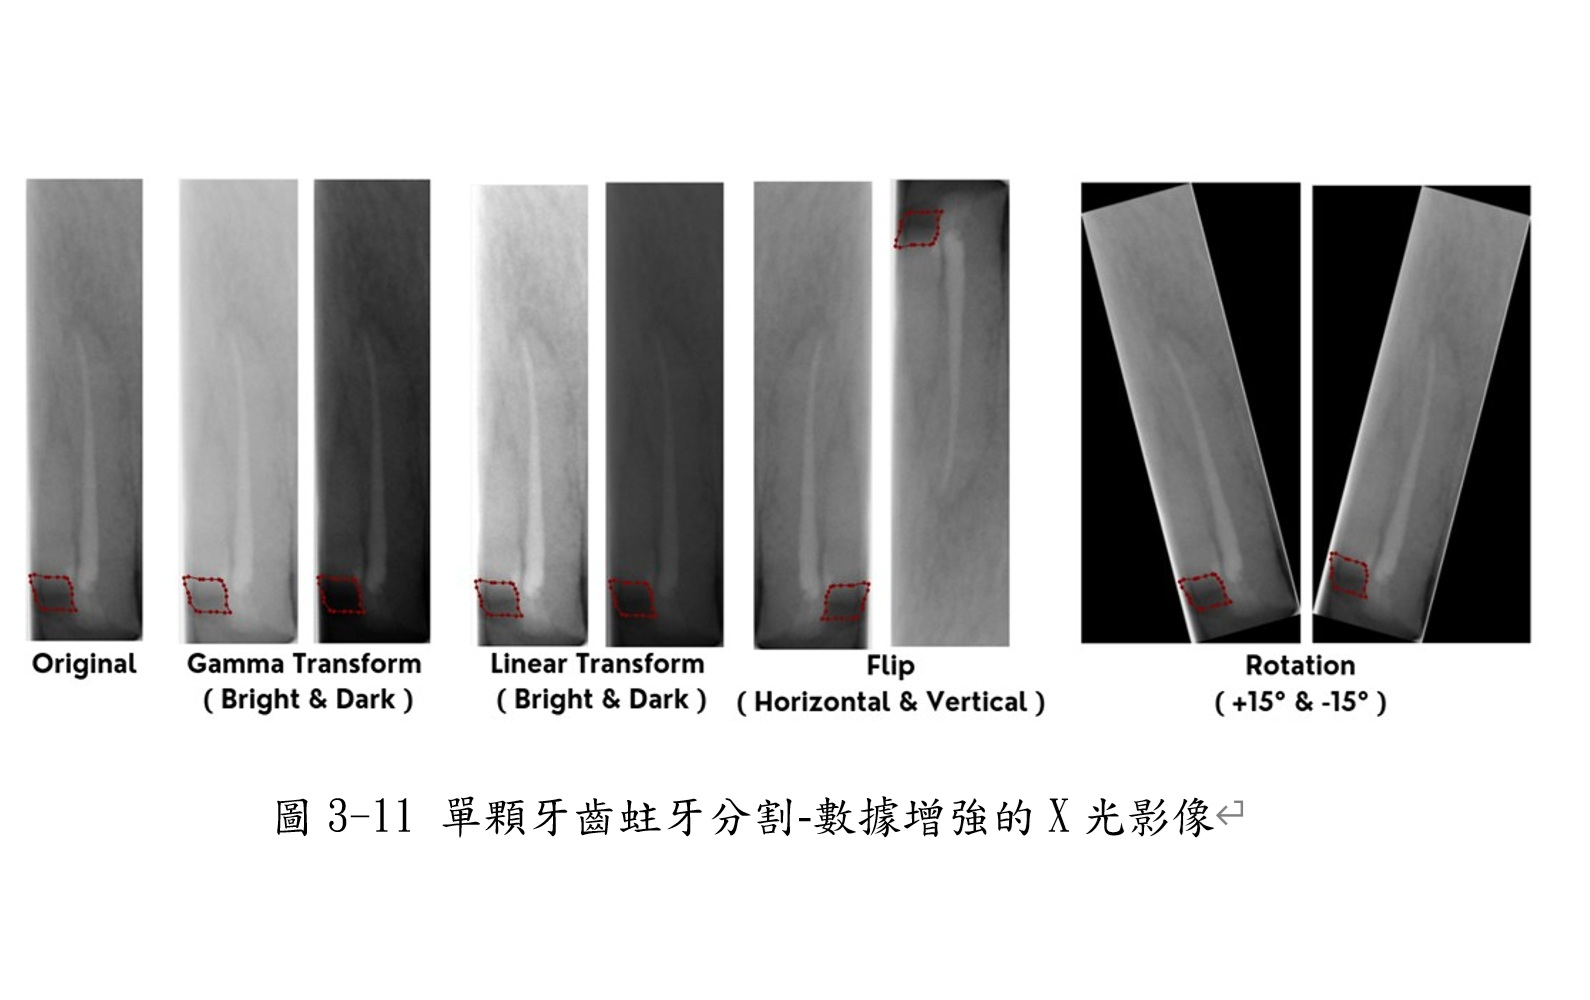 Original
Gamma Transform
( Bright & Dark )
Linear Transform
( Bright & Dark )
Flip
( Horizontal & Vertical )
Rotation
( +15° & -15° )
圖 3-11 單顆牙齒蛀牙分割-數據增強的 X 光影像↵